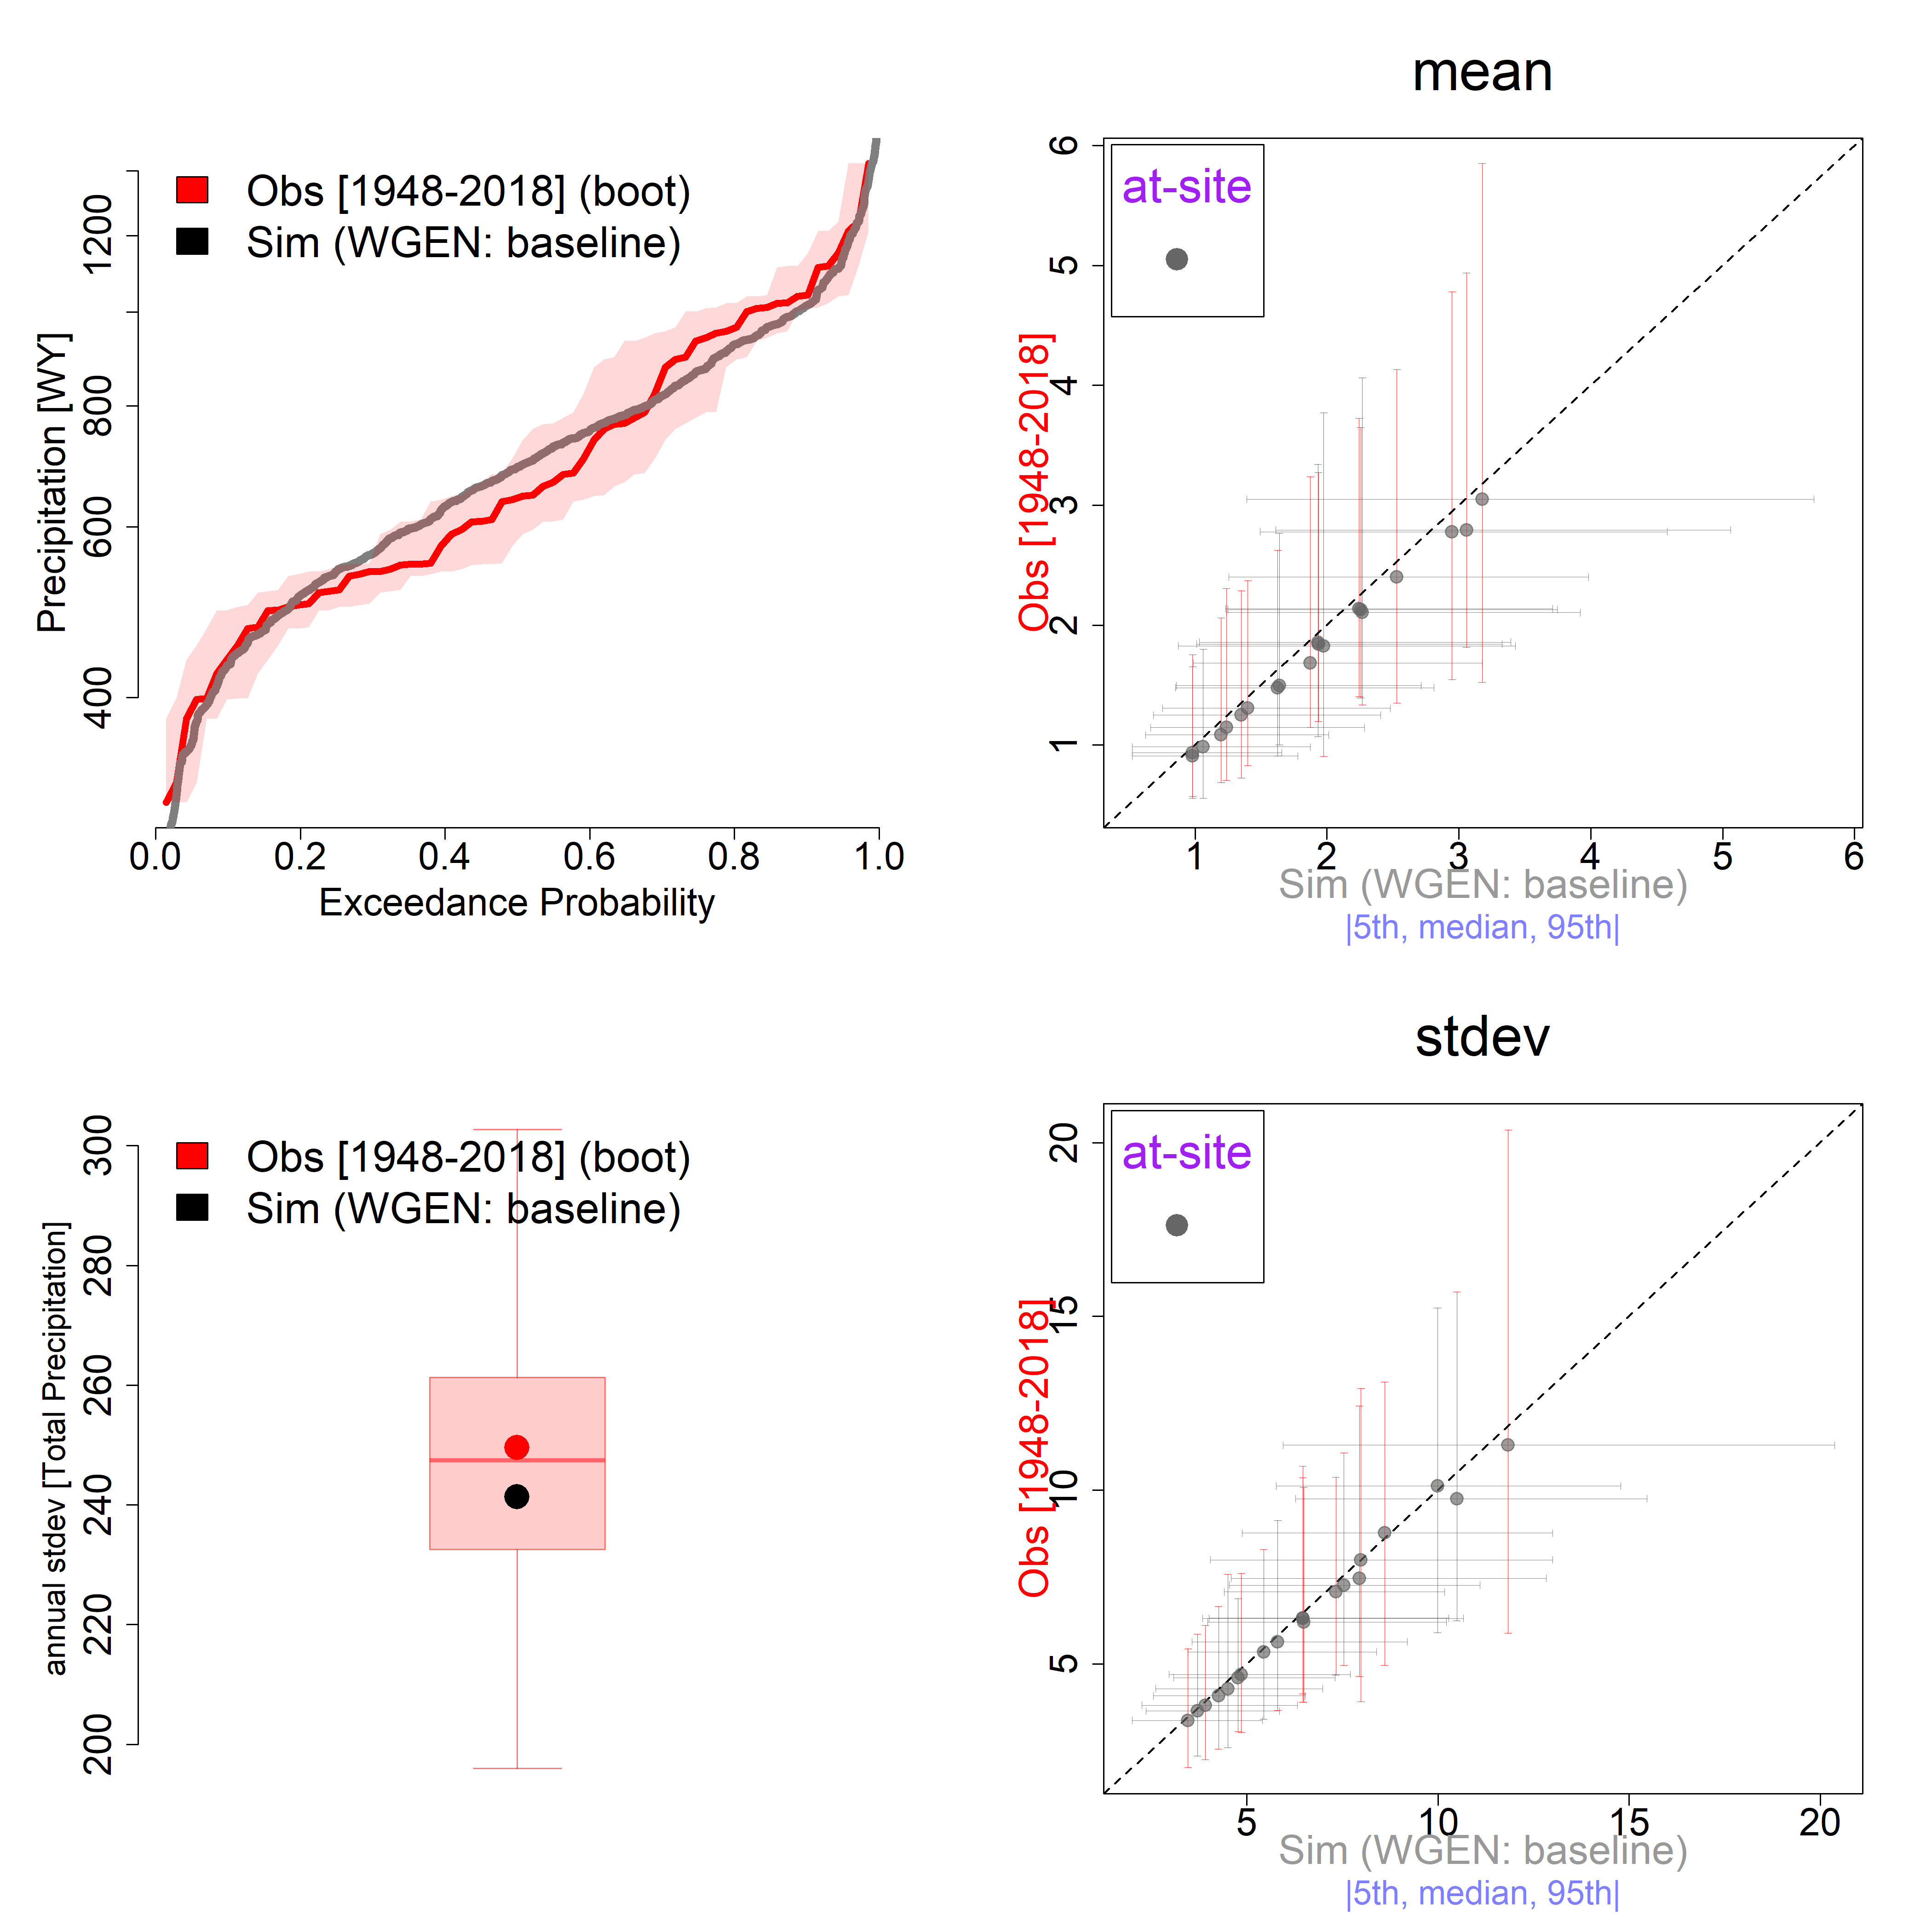 Obs [1948-2018] (boot)
Sim (WGEN: baseline)
Precipitation [WY]
400
600
800
1200
0.0 0.2 0.4 0.6 0.8 1.0
Exceedance Probability
mean
at-site
Obs [1948-2018]
1
2
3
4
5
6
1 2 3 4 5 6
Sim (WGEN: baseline)
|5th, median, 95th|
Obs [1948-2018] (boot)
Sim (WGEN: baseline)
annual stdev [Total Precipitation]
200
220
240
260
280
300
stdev
at-site
Obs [1948-2018]
5
10
15
20
5 10 15 20
Sim (WGEN: baseline)
|5th, median, 95th|